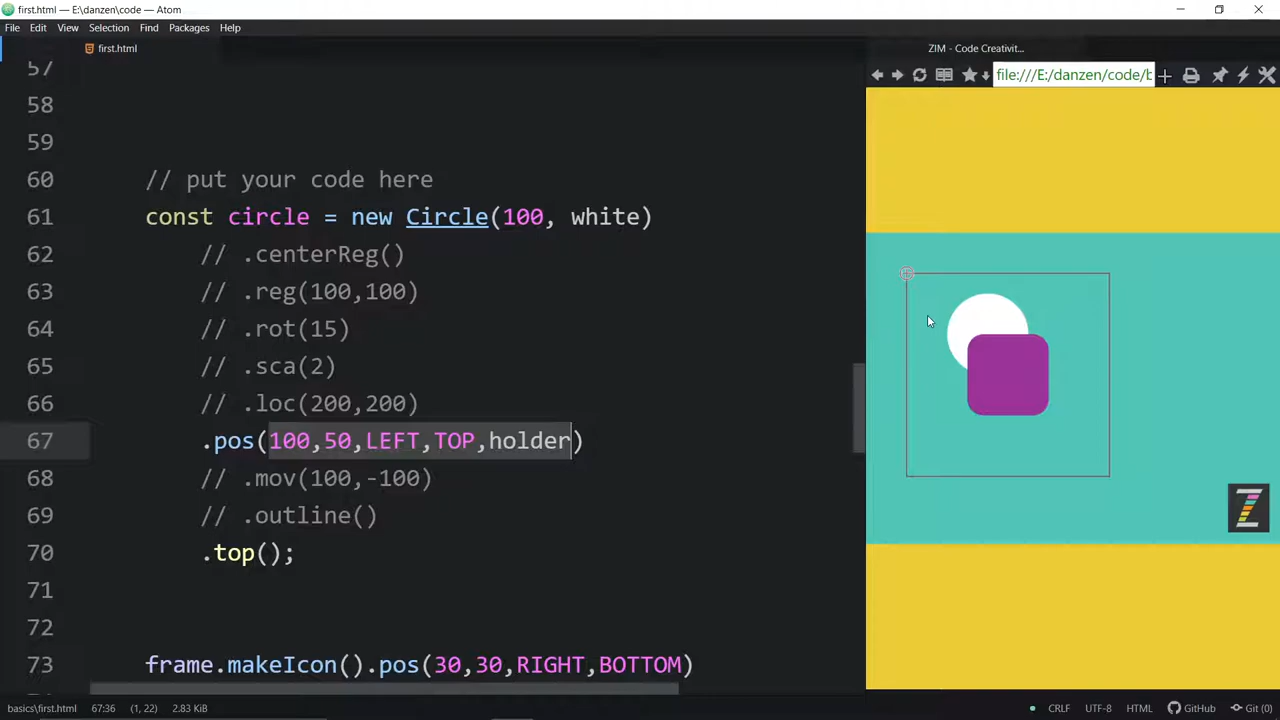 first.html — E:\danzen\code — Atom
File Edit View Selection Find Packages Help
first.html
ZIM - Code Creativit...
file:///E:/danzen/code/b
57
58
59
60 // put your code here
61 const circle = new Circle(100, white)
62 // .centerReg()
63 // .reg(100,100)
64 // .rot(15)
65 // .sca(2)
66 // .loc(200,200)
67 .pos(100,50,LEFT,TOP,holder)
68 // .mov(100,-100)
69 // .outline()
70 .top();
71
72
73 frame.makeIcon().pos(30,30,RIGHT,BOTTOM)
basics\first.html 67:36 (1, 22) 2.83 KiB CRLF UTF-8 HTML GitHub Git (0)